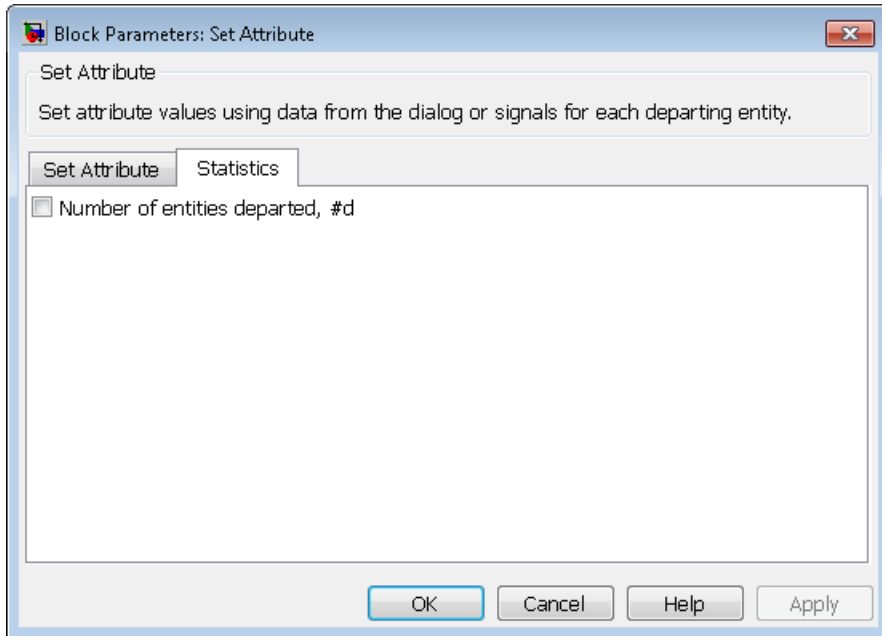 Block Parameters: Set Attribute
Set Attribute
Set attribute values using data from the dialog or signals for each departing entity.
Set Attribute Statistics
Number of entities departed, #d
OK Cancel Help Apply